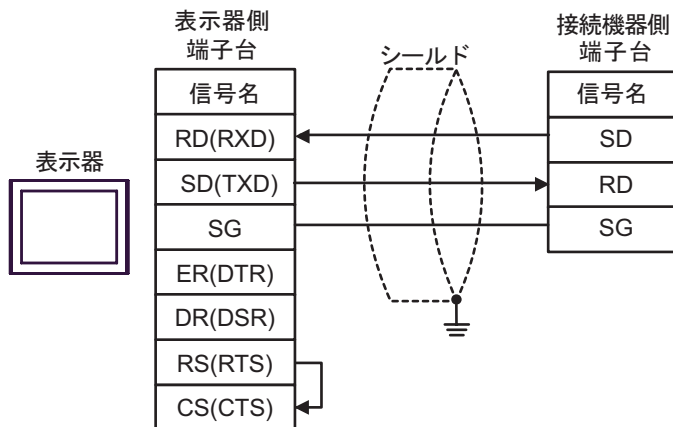 表示器側
端子台
接続機器側
端子台
シールド
表示器
信号名
RD(RXD)
SD(TXD)
SG
ER(DTR)
DR(DSR)
RS(RTS)
CS(CTS)
信号名
SD
RD
SG